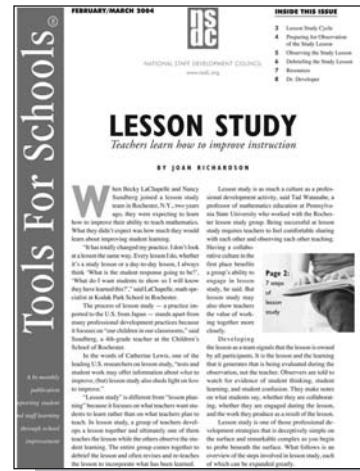 FEBRUARY/MARCH 2004
INSIDE THIS ISSUE
3 Lesson Study Cycle
4 Preparing for Observation
of the Study Lesson
5 Observing the Study Lesson
6 Debriefing the Study Lesson
7 Resources
8 Dr. Developer
nsdc
NATIONAL STAFF DEVELOPMENT COUNCIL
www.nsdc.org
Tools For Schools®
LESSON STUDY
Teachers learn how to improve instruction
BY JOAN RICHARDSON
When Becky LaChapelle and Nancy
Sundberg joined a lesson study
team in Rochester, N.Y., two years
ago, they were expecting to learn
how to improve their ability to teach mathematics.
What they didn't expect was how much they would
learn about improving student learning.
"It has totally changed my practice. I don't look
at a lesson the same way. Every lesson I do, whether
it's a study lesson or a day-to-day lesson, I always
think 'What is the student response going to be?',
'What do I want students to show so I will know
they have learned this?'," said LaChapelle, math spe-
cialist at Kodak Park School in Rochester.
The process of lesson study — a practice im-
ported to the U.S. from Japan — stands apart from
many professional development practices because
it focuses on "our children in our classrooms," said
Sundberg, a 4th-grade teacher at the Children's
School of Rochester.
In the words of Catherine Lewis, one of the
leading U.S. researchers on lesson study, "tests and
student work may offer information about what to
improve, (but) lesson study also sheds light on how
to improve."
"Lesson study" is different from "lesson plan-
ning" because it focuses on what teachers want stu-
dents to learn rather than on what teachers plan to
teach. In lesson study, a group of teachers devel-
ops a lesson together and ultimately one of them
teaches the lesson while the others observe the stu-
dent learning. The entire group comes together to
debrief the lesson and often revises and re-teaches
the lesson to incorporate what has been learned.
Lesson study is as much a culture as a profes-
sional development activity, said Tad Watanabe, a
professor of mathematics education at Pennsylva-
nia State University who worked with the Roches-
ter lesson study group. Being successful at lesson
study requires teachers to feel comfortable sharing
with each other and observing each other teaching.
Having a collabo-
rative culture in the
first place benefits
a group's ability to
engage in lesson
study, he said. But
lesson study may
also show teachers
the value of work-
ing together more
closely.
Page 2:
7 steps
of
lesson
study
Developing
the lesson as a team signals that the lesson is owned
by all participants. It is the lesson and the learning
that it generates that is being evaluated during the
observation, not the teacher. Observers are told to
watch for evidence of student thinking, student
learning, and student confusion. They make notes
on what students say, whether they are collaborat-
ing, whether they are engaged during the lesson,
and the work they produce as a result of the lesson.
Lesson study is one of those professional de-
velopment strategies that is deceptively simple on
the surface and remarkably complex as you begin
to probe beneath the surface. What follows is an
overview of the steps involved in lesson study, each
of which can be expanded greatly.
A bi-monthly
publication
supporting student
and staff learning
through school
improvement